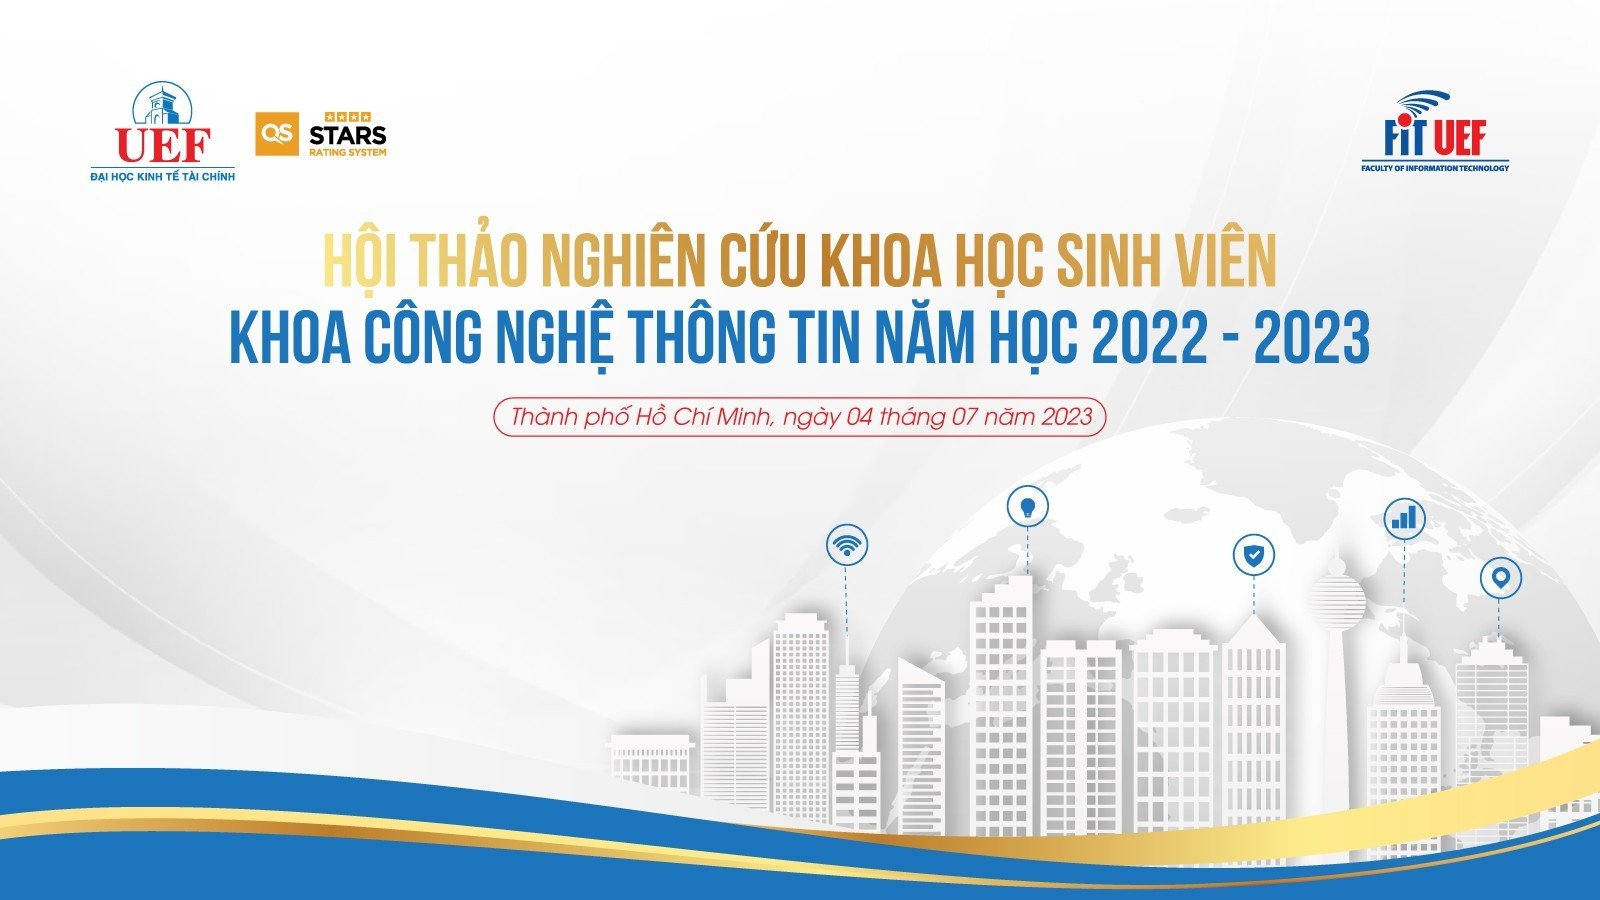 UEF
ĐẠI HỌC KINH TẾ TÀI CHÍNH
QS
STARS
RATING SYSTEM
FIT UEF
FACULTY OF INFORMATION TECHNOLOGY
HỘI THẢO NGHIÊN CỨU KHOA HỌC SINH VIÊN
KHOA CÔNG NGHỆ THÔNG TIN NĂM HỌC 2022 - 2023
Thành phố Hồ Chí Minh, ngày 04 tháng 07 năm 2023